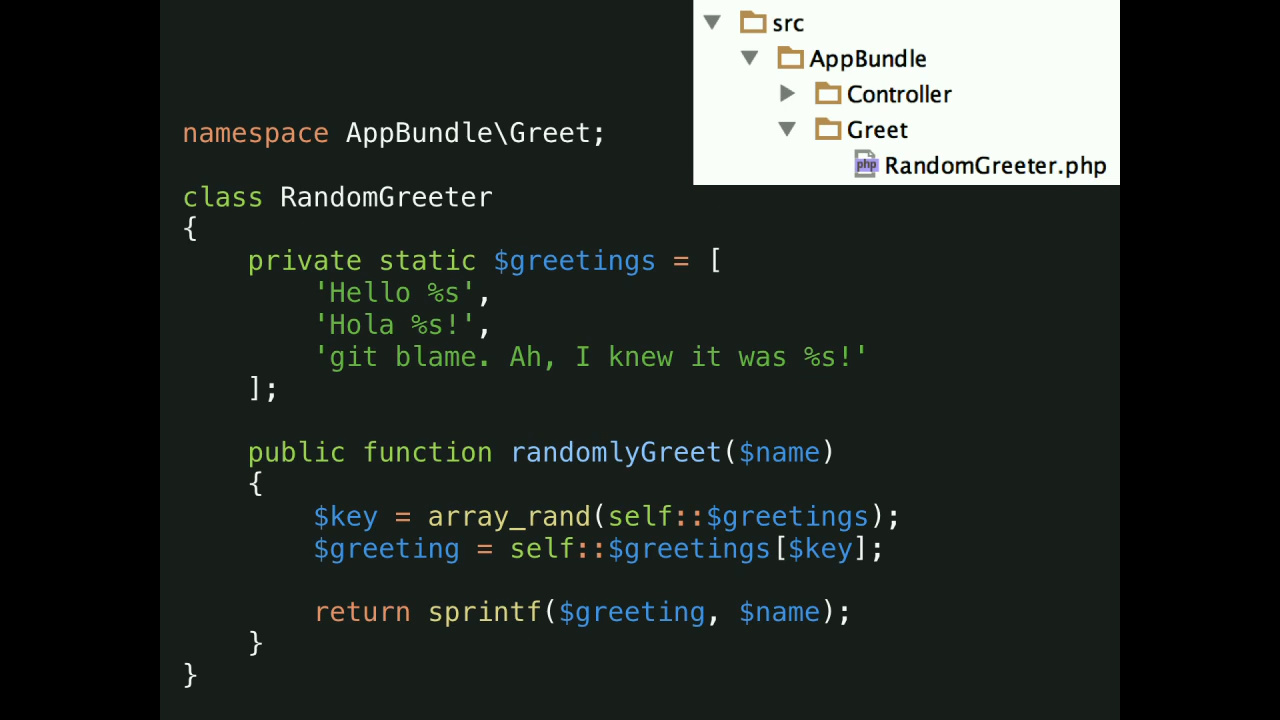 src
AppBundle
Controller
Greet
php RandomGreeter.php
namespace AppBundle\Greet;
class RandomGreeter
{
    private static $greetings = [
        'Hello %s',
        'Hola %s!',
        'git blame. Ah, I knew it was %s!'
    ];
    public function randomlyGreet($name)
    {
        $key = array_rand(self::$greetings);
        $greeting = self::$greetings[$key];
        return sprintf($greeting, $name);
    }
}